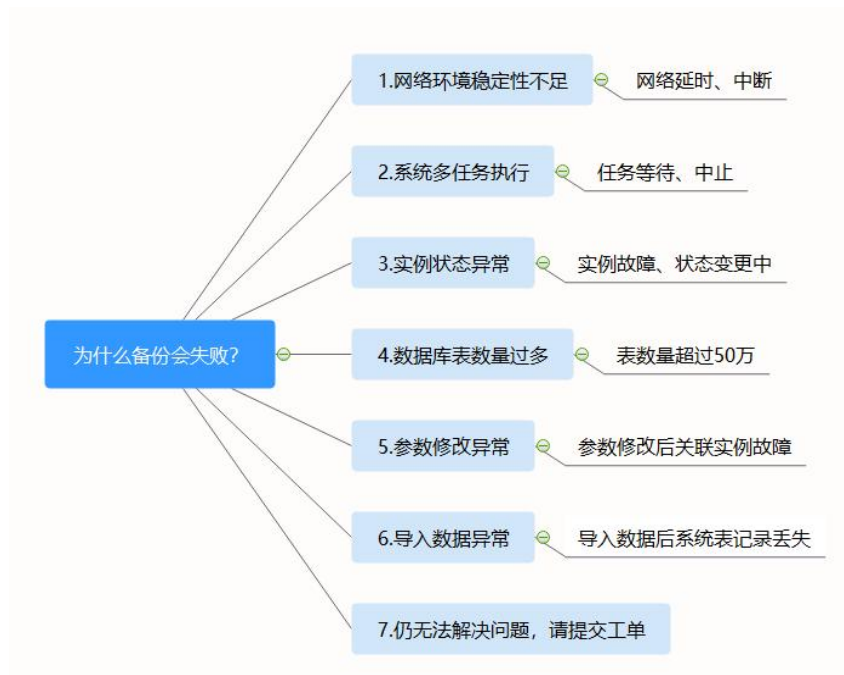 1.网络环境稳定性不足
网络延时、中断
2.系统多任务执行
任务等待、中止
3.实例状态异常
实例故障、状态变更中
为什么备份会失败?
4.数据库表数量过多
表数量超过50万
5.参数修改异常
参数修改后关联实例故障
6.导入数据异常
导入数据后系统表记录丢失
7.仍无法解决问题，请提交工单